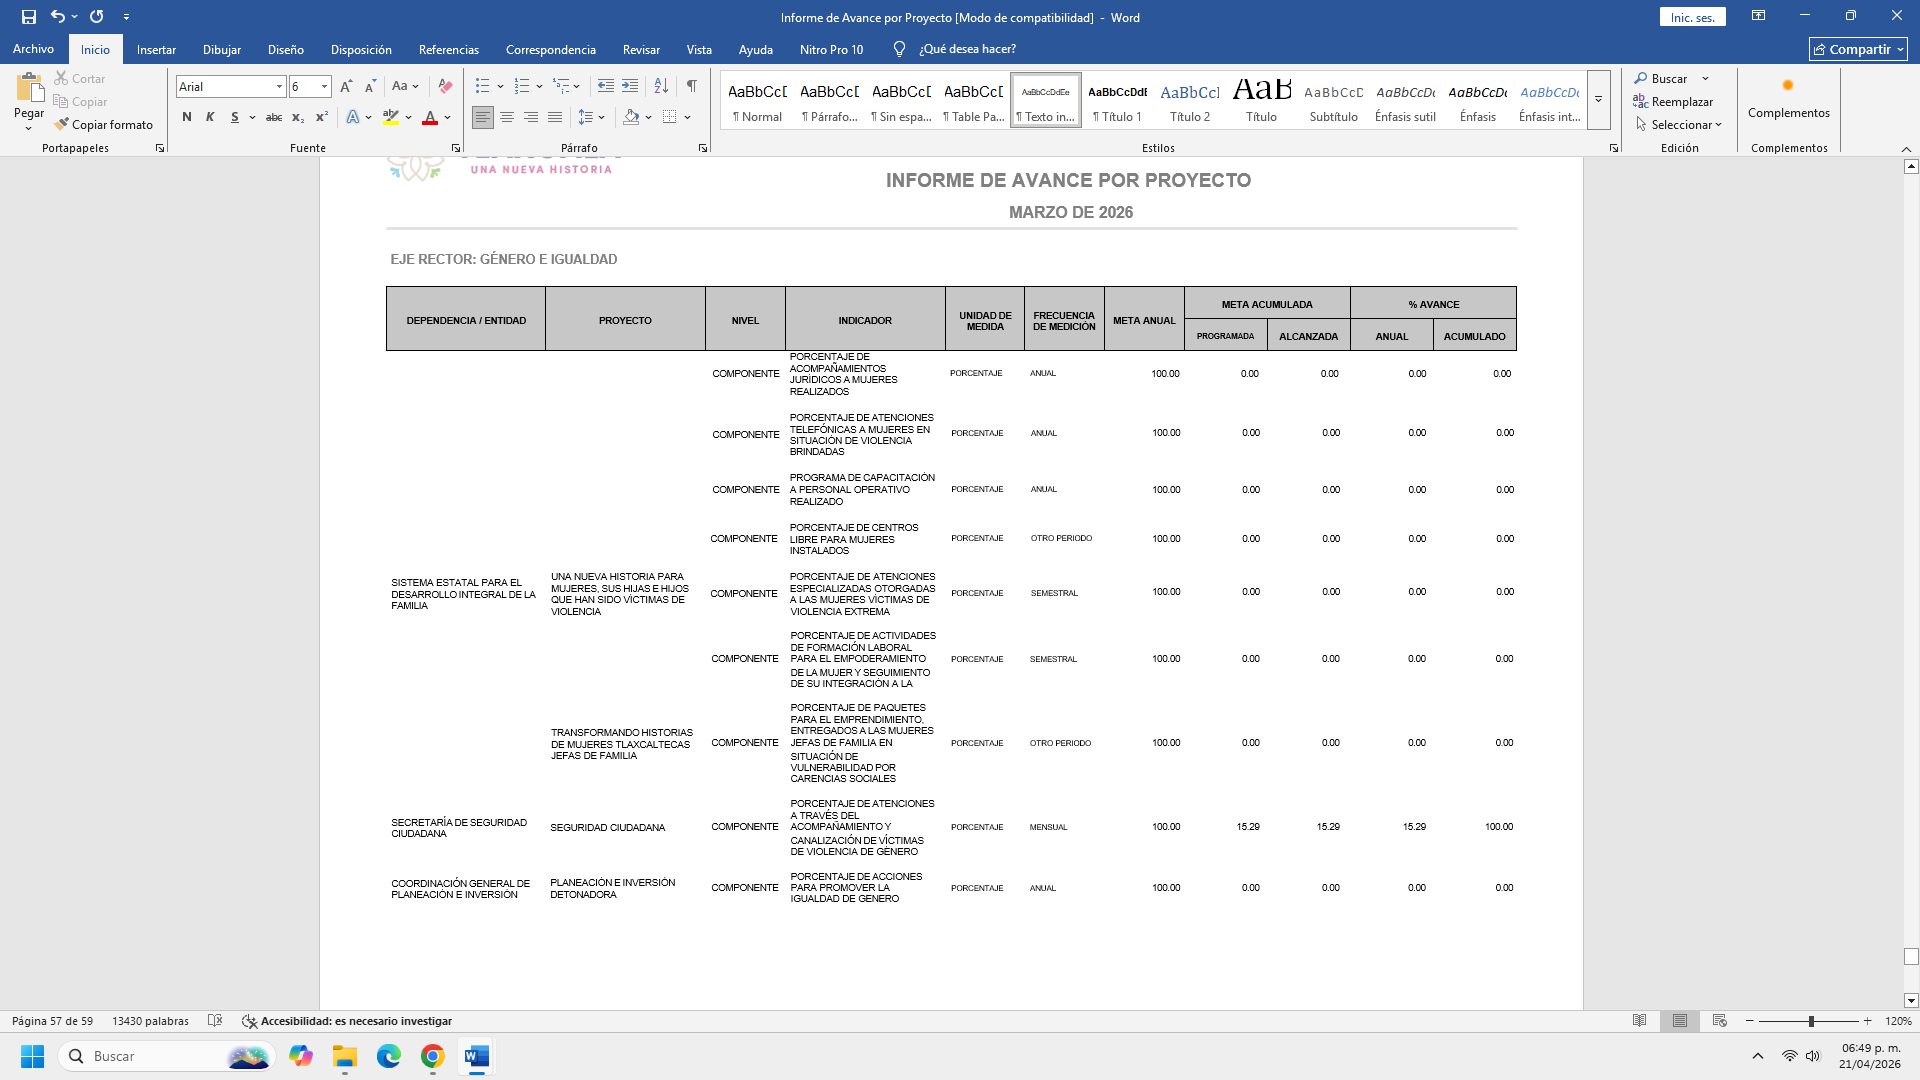 Informe de Avance por Proyecto [Modo de compatibilidad] - Word
Inic. ses.
Archivo Inicio Insertar Dibujar Diseño Disposición Referencias Correspondencia Revisar Vista Ayuda Nitro Pro 10 ¿Qué desea hacer? Compartir
Pegar
Cortar
Copiar
Copiar formato
Portapapeles
Arial 6
Fuente
Párrafo
AaBbCcDdEe
¶ Normal ¶ Párrafo... ¶ Sin espa... ¶ Table Pa... ¶ Texto in... ¶ Título 1 Título 2 Título Subtítulo Énfasis sutil Énfasis Énfasis int...
Estilos
Buscar
Reemplazar
Seleccionar
Edición
Complementos
Complementos
UNA NUEVA HISTORIA
INFORME DE AVANCE POR PROYECTO
MARZO DE 2026
EJE RECTOR: GÉNERO E IGUALDAD
DEPENDENCIA / ENTIDAD PROYECTO NIVEL INDICADOR UNIDAD DE MEDIDA FRECUENCIA DE MEDICIÓN META ANUAL META ACUMULADA % AVANCE
PROGRAMADA ALCANZADA ANUAL ACUMULADO
COMPONENTE
PORCENTAJE DE
ACOMPAÑAMIENTOS
JURÍDICOS A MUJERES
REALIZADOS
PORCENTAJE ANUAL 100.00 0.00 0.00 0.00 0.00
COMPONENTE
PORCENTAJE DE ATENCIONES
TELEFÓNICAS A MUJERES EN
SITUACIÓN DE VIOLENCIA
BRINDADAS
PORCENTAJE ANUAL 100.00 0.00 0.00 0.00 0.00
COMPONENTE
PROGRAMA DE CAPACITACIÓN
A PERSONAL OPERATIVO
REALIZADO
PORCENTAJE ANUAL 100.00 0.00 0.00 0.00 0.00
COMPONENTE
PORCENTAJE DE CENTROS
LIBRE PARA MUJERES
INSTALADOS
PORCENTAJE OTRO PERIODO 100.00 0.00 0.00 0.00 0.00
SISTEMA ESTATAL PARA EL
DESARROLLO INTEGRAL DE LA
FAMILIA
UNA NUEVA HISTORIA PARA
MUJERES, SUS HIJAS E HIJOS
QUE HAN SIDO VÍCTIMAS DE
VIOLENCIA
COMPONENTE
PORCENTAJE DE ATENCIONES
ESPECIALIZADAS OTORGADAS
A LAS MUJERES VÍCTIMAS DE
VIOLENCIA EXTREMA
PORCENTAJE SEMESTRAL 100.00 0.00 0.00 0.00 0.00
COMPONENTE
PORCENTAJE DE ACTIVIDADES
DE FORMACIÓN LABORAL
PARA EL EMPODERAMIENTO
DE LA MUJER Y SEGUIMIENTO
DE SU INTEGRACIÓN A LA
PORCENTAJE SEMESTRAL 100.00 0.00 0.00 0.00 0.00
TRANSFORMANDO HISTORIAS
DE MUJERES TLAXCALTECAS
JEFAS DE FAMILIA
COMPONENTE
PORCENTAJE DE PAQUETES
PARA EL EMPRENDIMIENTO,
ENTREGADOS A LAS MUJERES
JEFAS DE FAMILIA EN
SITUACIÓN DE
VULNERABILIDAD POR
CARENCIAS SOCIALES
PORCENTAJE OTRO PERIODO 100.00 0.00 0.00 0.00 0.00
SECRETARÍA DE SEGURIDAD
CIUDADANA
SEGURIDAD CIUDADANA
COMPONENTE
PORCENTAJE DE ATENCIONES
A TRAVÉS DEL
ACOMPAÑAMIENTO Y
CANALIZACIÓN DE VÍCTIMAS
DE VIOLENCIA DE GÉNERO
PORCENTAJE MENSUAL 100.00 15.29 15.29 15.29 100.00
COORDINACIÓN GENERAL DE
PLANEACIÓN E INVERSIÓN
PLANEACIÓN E INVERSIÓN
DETONADORA
COMPONENTE
PORCENTAJE DE ACCIONES
PARA PROMOVER LA
IGUALDAD DE GENERO
PORCENTAJE ANUAL 100.00 0.00 0.00 0.00 0.00
Página 57 de 59 13430 palabras Accesibilidad: es necesario investigar 120%
Buscar
06:49 p. m.
21/04/2026